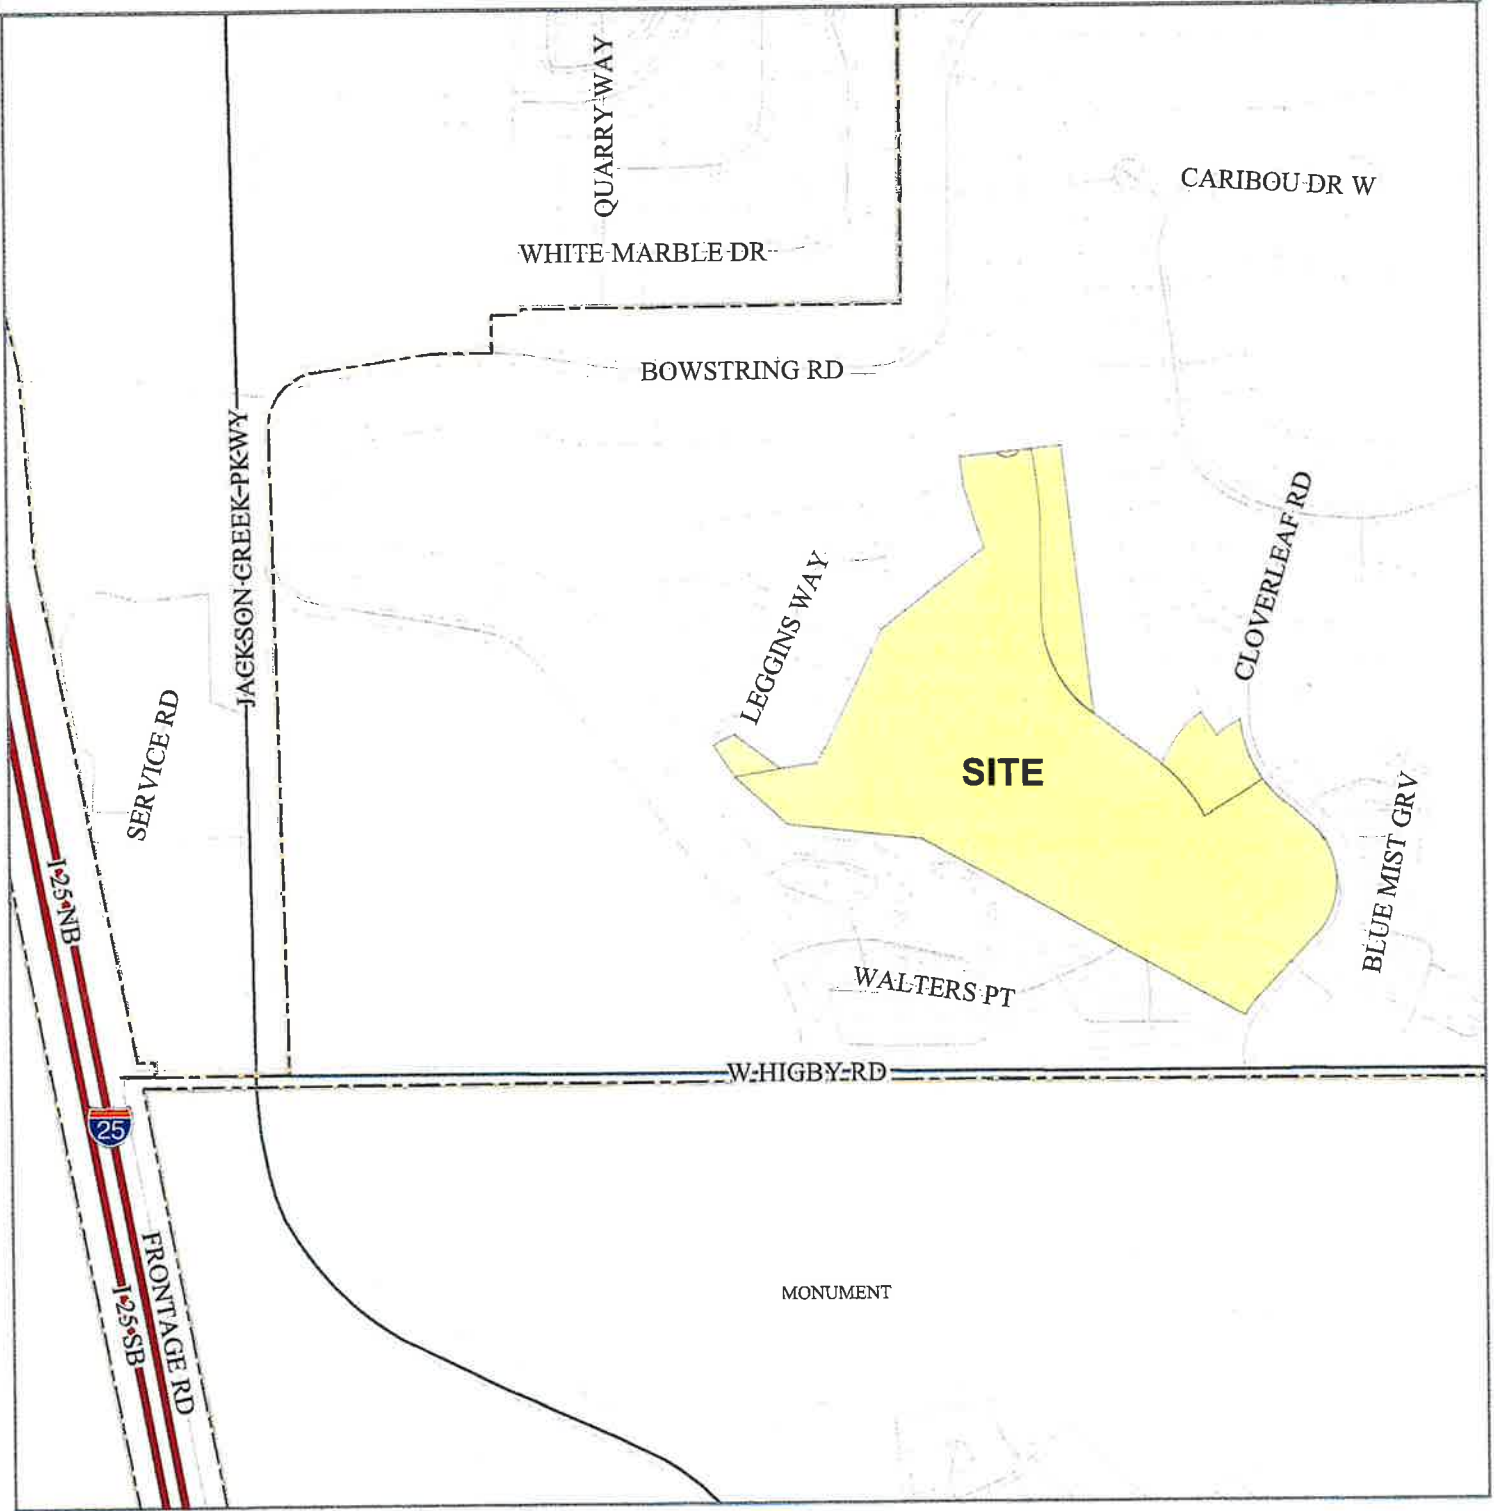 QUARRY WAY
CARIBOU DR W
WHITE MARBLE DR
BOWSTRING RD
JACKSON CREEK PKWY
CLOVERLEAF RD
LEGGINS WAY
SERVICE RD
SITE
BLUE MIST GRV
I-25 NB
WALTERS PT
W HIGBY RD
25
FRONTAGE RD
I-25 SB
MONUMENT